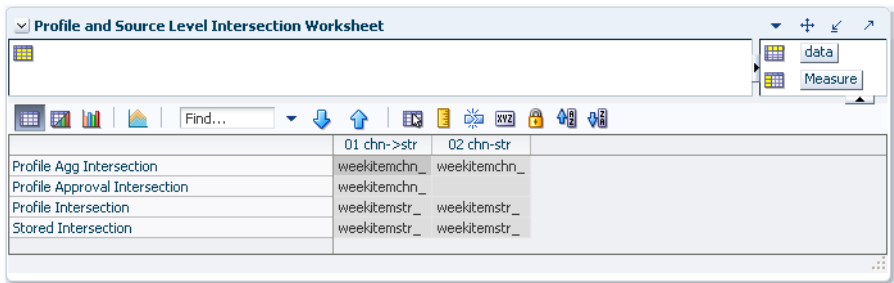 Profile and Source Level Intersection Worksheet
data
Measure
Find...
XYZ
A Z Z A
01 chn->str 02 chn-str
Profile Agg Intersection weekitemchn_ weekitemchn_
Profile Approval Intersection weekitemchn_
Profile Intersection weekitemstr_ weekitemstr_
Stored Intersection weekitemstr_ weekitemstr_